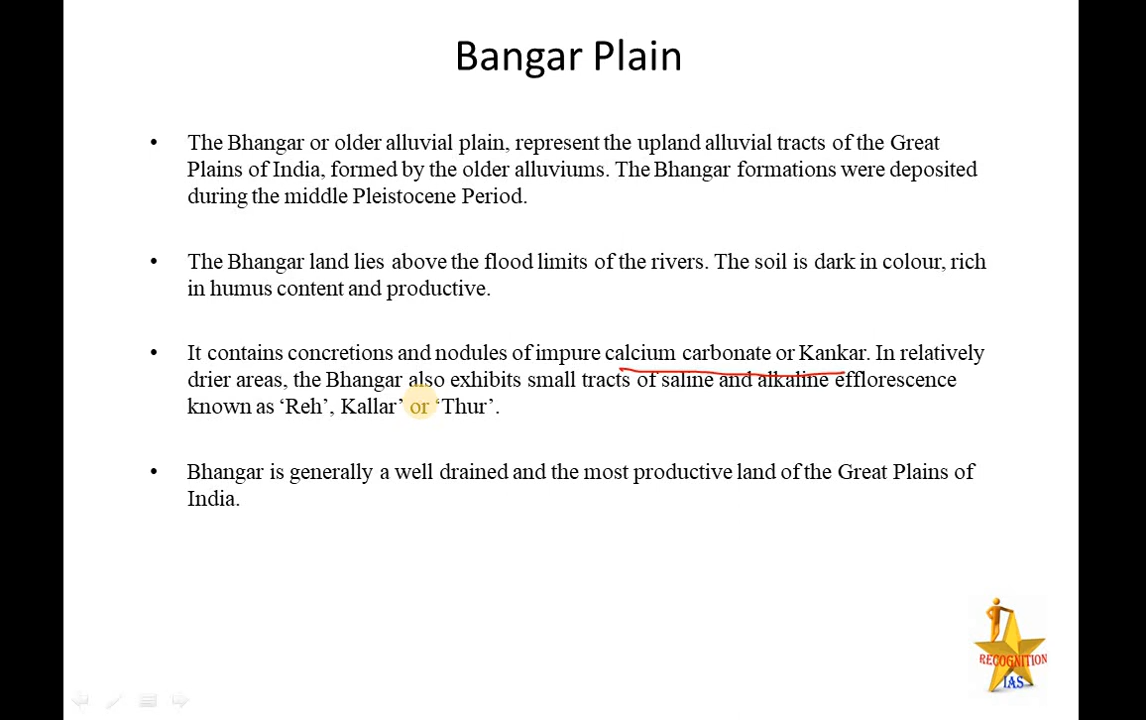 Bangar Plain
• The Bhangar or older alluvial plain, represent the upland alluvial tracts of the Great
Plains of India, formed by the older alluviums. The Bhangar formations were deposited
during the middle Pleistocene Period.
• The Bhangar land lies above the flood limits of the rivers. The soil is dark in colour, rich
in humus content and productive.
• It contains concretions and nodules of impure calcium carbonate or Kankar. In relatively
drier areas, the Bhangar also exhibits small tracts of saline and alkaline efflorescence
known as ‘Reh’, Kallar’ or ‘Thur’.
• Bhangar is generally a well drained and the most productive land of the Great Plains of
India.
RECOGNITION
IAS